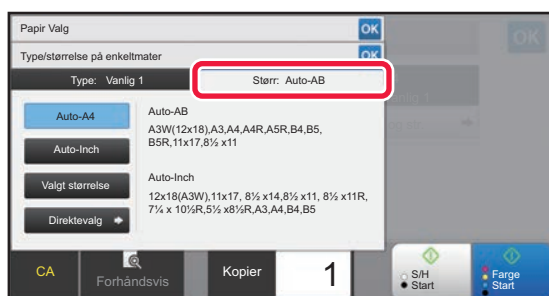 Papir Valg
OK
OK
Type/størrelse på enkeltmater
OK
Type: Vanlig 1
Størr: Auto-AB
Auto-A4
Auto-AB
A3W(12x18),A3,A4,A4R,A5R,B4,B5,
B5R,11x17,8½ x11
Auto-Inch
Valgt størrelse
Auto-Inch
12x18(A3W),11x17, 8½ x14,8½ x11, 8½ x11R,
7¼ x 10½R,5½ x8½R,A3,A4,B4,B5
Direktevalg
CA
Forhåndsvis
Kopier
1
S/H
Start
Farge
Start